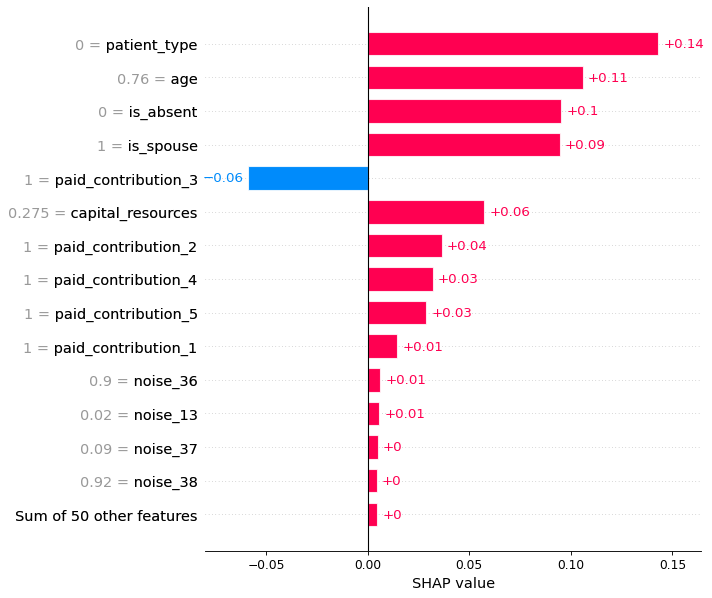 0 = patient_type +0.14
0.76 = age +0.11
0 = is_absent +0.1
1 = is_spouse +0.09
1 = paid_contribution_3 −0.06
0.275 = capital_resources +0.06
1 = paid_contribution_2 +0.04
1 = paid_contribution_4 +0.03
1 = paid_contribution_5 +0.03
1 = paid_contribution_1 +0.01
0.9 = noise_36 +0.01
0.02 = noise_13 +0.01
0.09 = noise_37 +0
0.92 = noise_38 +0
Sum of 50 other features +0
−0.05 0.00 0.05 0.10 0.15
SHAP value